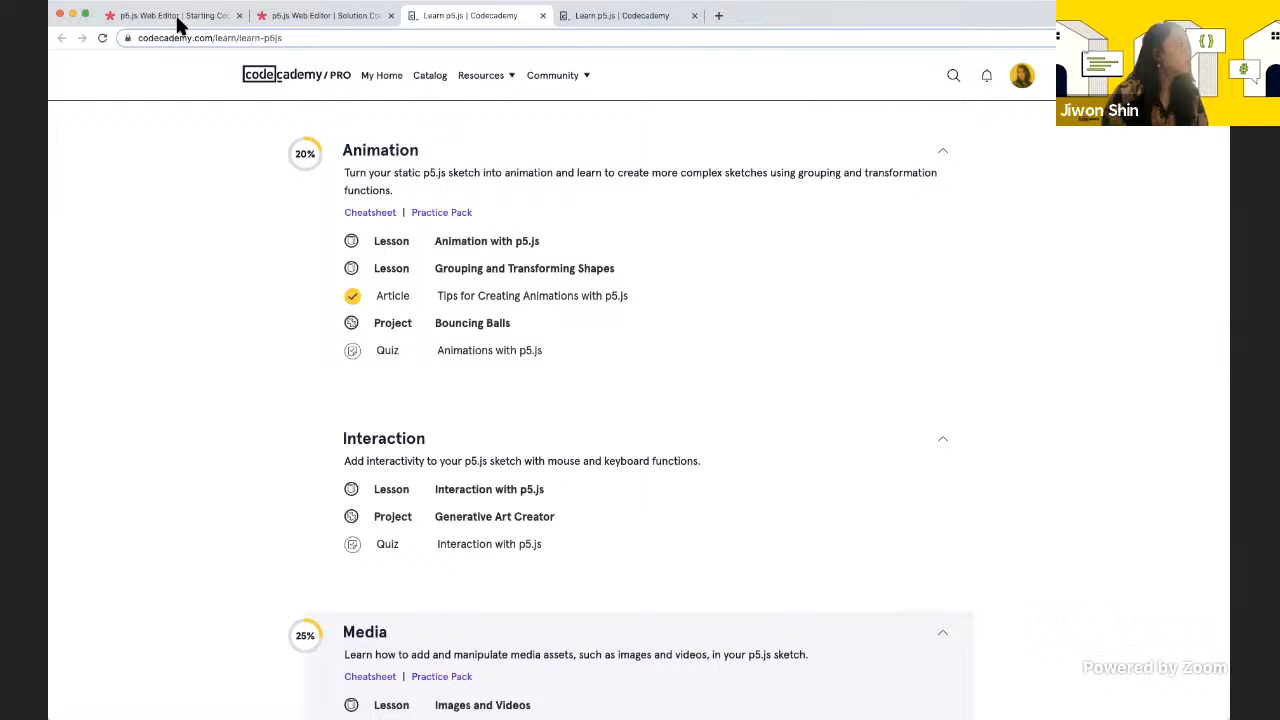 p5.js Web Editor | Starting Co
p5.js Web Editor | Solution Co
Learn p5.js | Codecademy
Learn p5.js | Codecademy
codecademy.com/learn/learn-p5js
codecademy / PRO My Home Catalog Resources Community
{ }
#
Jiwon Shin
20% Animation
Turn your static p5.js sketch into animation and learn to create more complex sketches using grouping and transformation
functions.
Cheatsheet | Practice Pack
Lesson Animation with p5.js
Lesson Grouping and Transforming Shapes
Article Tips for Creating Animations with p5.js
Project Bouncing Balls
Quiz Animations with p5.js
Interaction
Add interactivity to your p5.js sketch with mouse and keyboard functions.
Lesson Interaction with p5.js
Project Generative Art Creator
Quiz Interaction with p5.js
25% Media
Learn how to add and manipulate media assets, such as images and videos, in your p5.js sketch.
Cheatsheet | Practice Pack
Lesson Images and Videos
Powered by Zoom